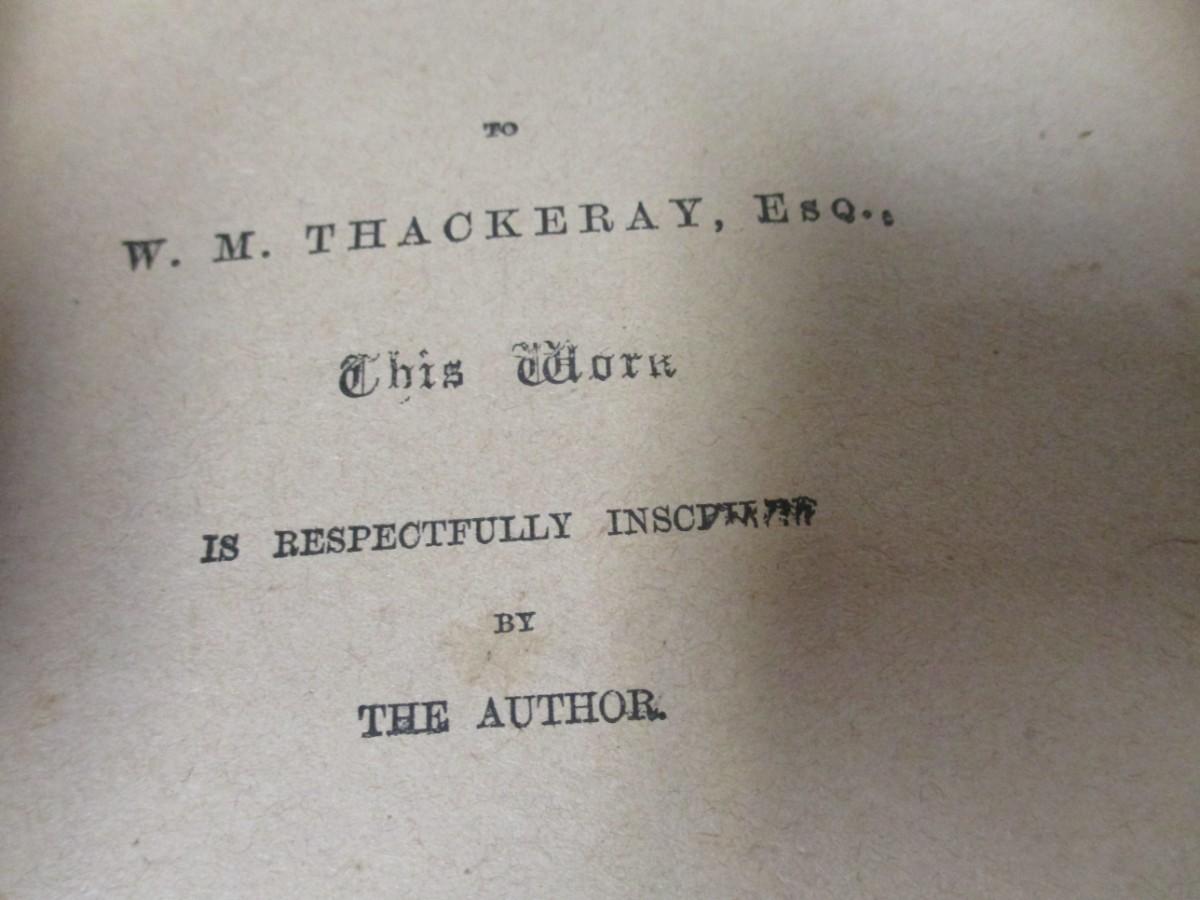 TO
W. M. THACKERAY, ESQ.,
This Work
IS RESPECTFULLY
BY
THE AUTHOR.